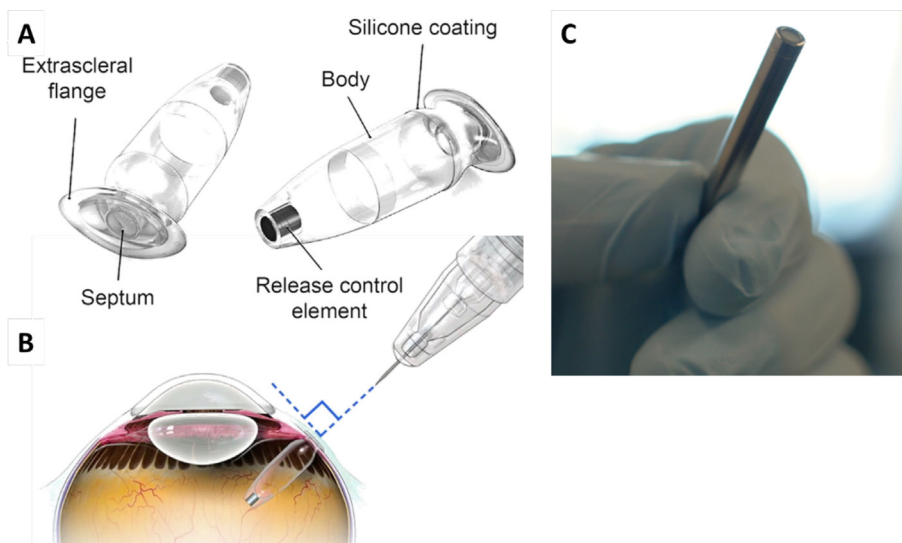 A
Extrascleral
flange
Silicone coating
Body
Septum
Release control
element
B
C